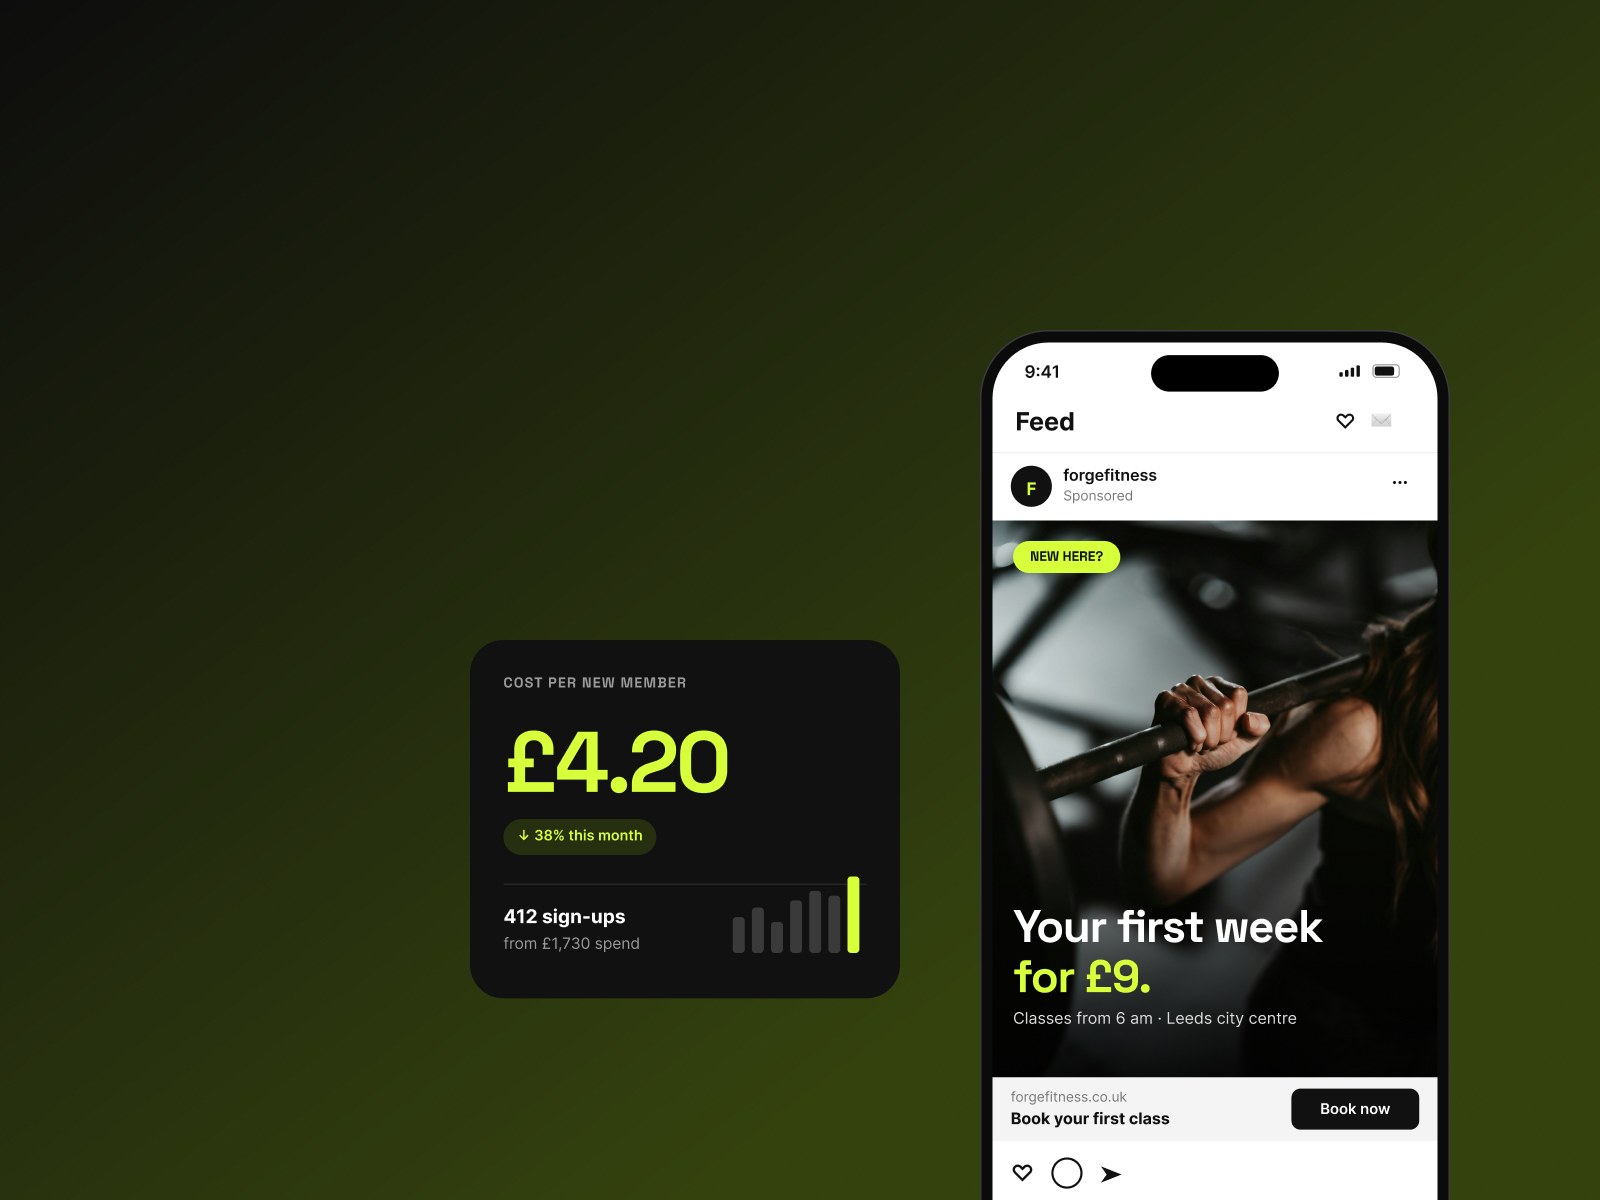 COST PER NEW MEMBER
£4.20
↓ 38% this month
412 sign-ups
from £1,730 spend
9:41
Feed
F
forgefitness
Sponsored
...
NEW HERE?
Your first week
for £9.
Classes from 6 am · Leeds city centre
forgefitness.co.uk
Book your first class
Book now